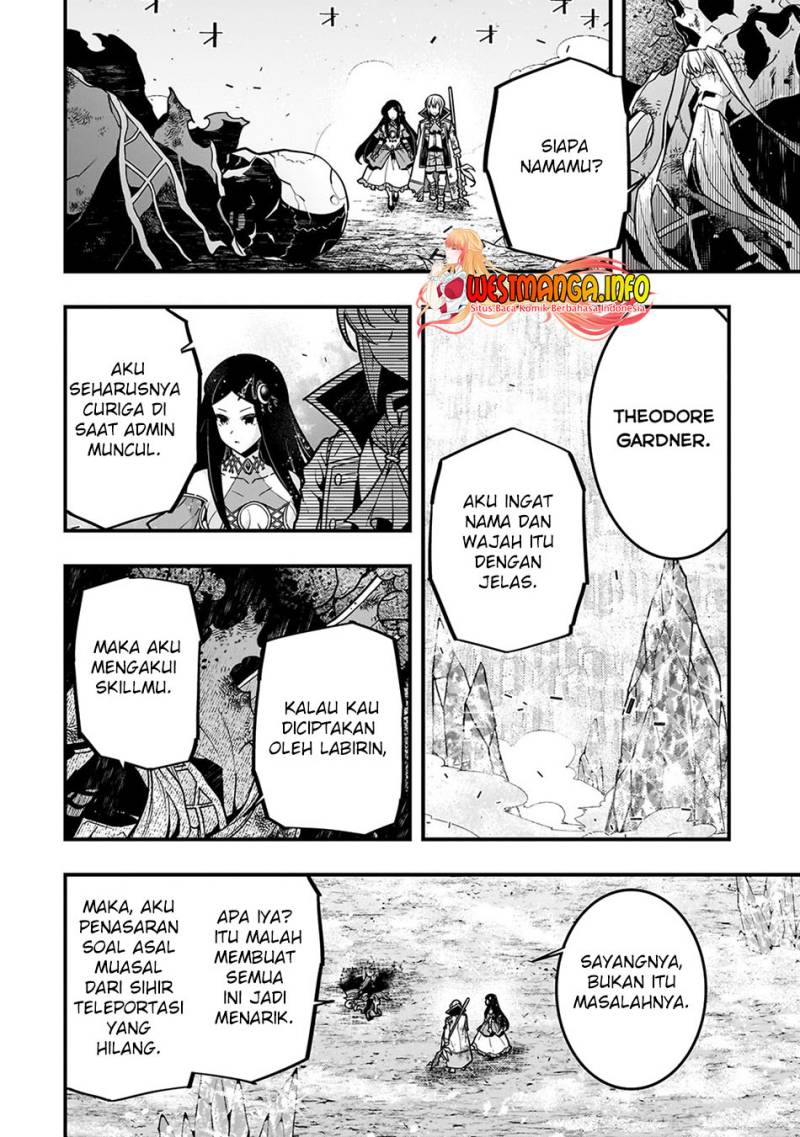 オ
オ
オ
オ
SIAPA
NAMAMU?
WESTMANGA.INFO
Situs Baca Komik Berbahasa Indonesia
THEODORE
GARDNER.
AKU INGAT
NAMA DAN
WAJAH ITU
DENGAN
JELAS.
AKU
SEHARUSNYA
CURIGA DI
SAAT ADMIN
MUNCUL.
KALAU KAU
DICIPTAKAN
OLEH LABIRIN,
MAKA AKU
MENGAKUI
SKILLMU.
SAYANGNYA,
BUKAN ITU
MASALAHNYA.
APA IYA?
ITU MALAH
MEMBUAT
SEMUA
INI JADI
MENARIK.
MAKA, AKU
PENASARAN
SOAL ASAL
MUASAL
DARI SIHIR
TELEPORTASI
YANG
HILANG.